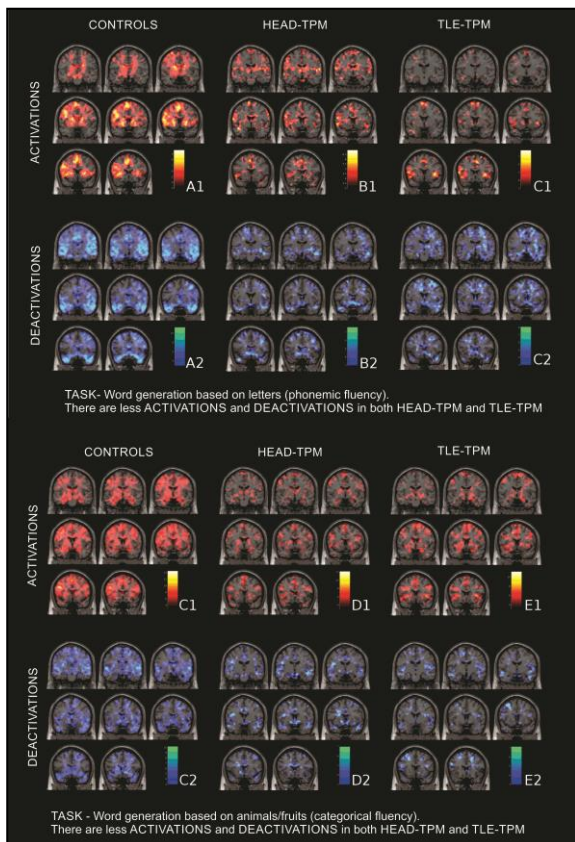 CONTROLS HEAD-TPM TLE-TPM
ACTIVATIONS
A1 B1 C1
DEACTIVATIONS
A2 B2 C2
TASK- Word generation based on letters (phonemic fluency).
There are less ACTIVATIONS and DEACTIVATIONS in both HEAD-TPM and TLE-TPM
CONTROLS HEAD-TPM TLE-TPM
ACTIVATIONS
C1 D1 E1
DEACTIVATIONS
C2 D2 E2
TASK - Word generation based on animals/fruits (categorical fluency).
There are less ACTIVATIONS and DEACTIVATIONS in both HEAD-TPM and TLE-TPM